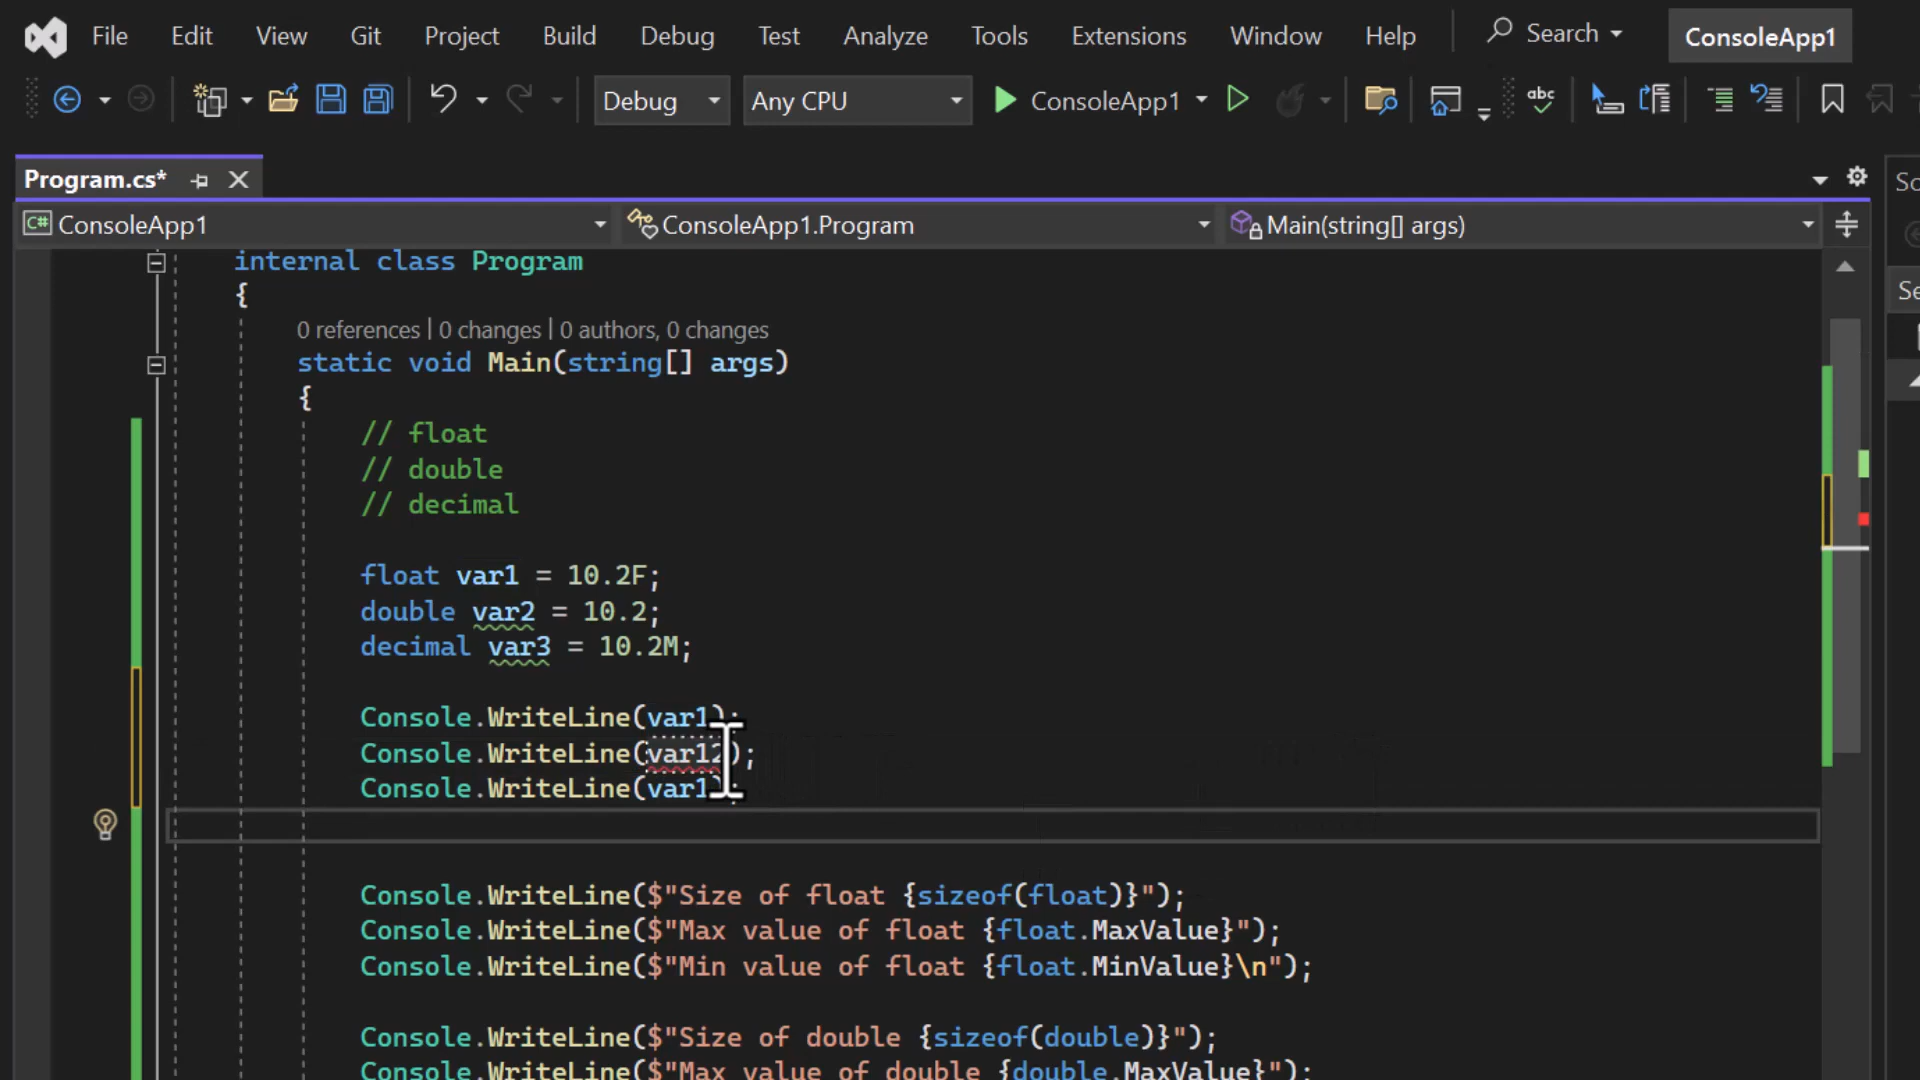 File Edit View Git Project Build Debug Test Analyze Tools Extensions Window Help Search ConsoleApp1
Debug Any CPU ConsoleApp1 abc
Program.cs*
C# ConsoleApp1 ConsoleApp1.Program Main(string[] args)
internal class Program
{
0 references | 0 changes | 0 authors, 0 changes
static void Main(string[] args)
{
// float
// double
// decimal
float var1 = 10.2F;
double var2 = 10.2;
decimal var3 = 10.2M;
Console.WriteLine(var1);
Console.WriteLine(var12);
Console.WriteLine(var1);
Console.WriteLine($"Size of float {sizeof(float)}");
Console.WriteLine($"Max value of float {float.MaxValue}");
Console.WriteLine($"Min value of float {float.MinValue}\n");
Console.WriteLine($"Size of double {sizeof(double)}");
Console.WriteLine($"Max value of double {double.MaxValue}");